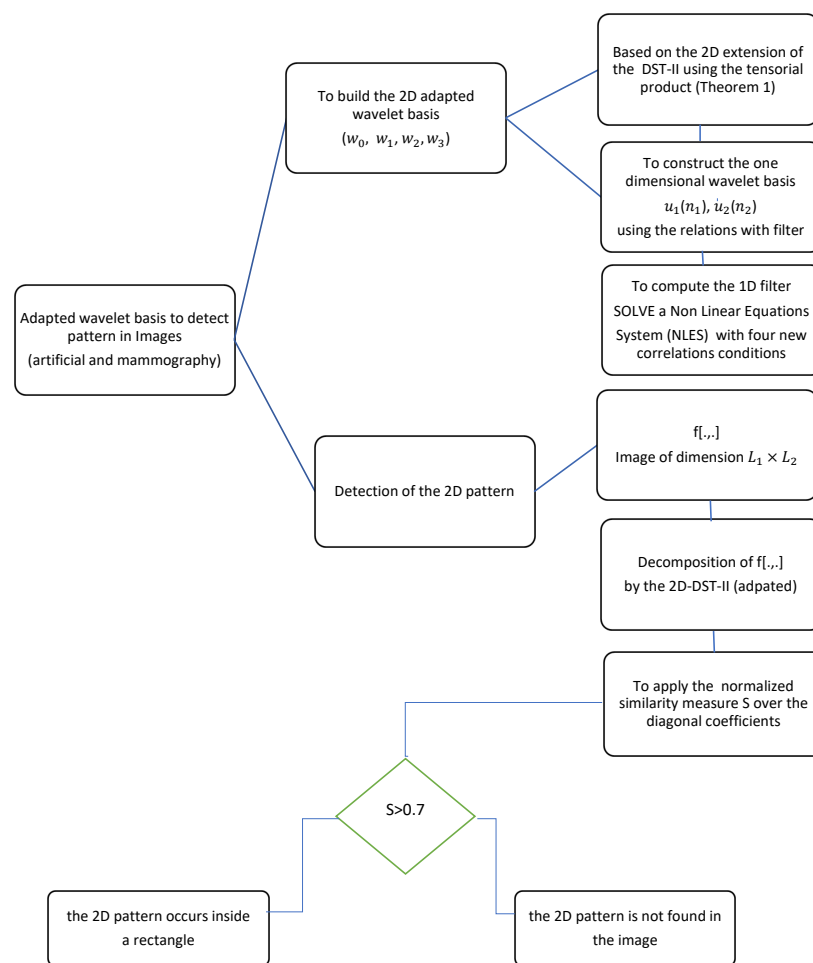 Based on the 2D extension of
the DST-II using the tensorial
product (Theorem 1)
To build the 2D adapted
wavelet basis
(w₀, w₁, w₂, w₃)
To construct the one
dimensional wavelet basis
u₁(n₁), u₂(n₂)
using the relations with filter
To compute the 1D filter
SOLVE a Non Linear Equations
System (NLES) with four new
correlations conditions
Adapted wavelet basis to detect
pattern in Images
(artificial and mammography)
f[.,.]
Image of dimension L₁ × L₂
Detection of the 2D pattern
Decomposition of f[.,.]
by the 2D-DST-II (adpated)
To apply the normalized
similarity measure S over the
diagonal coefficients
S>0.7
the 2D pattern occurs inside
a rectangle
the 2D pattern is not found in
the image